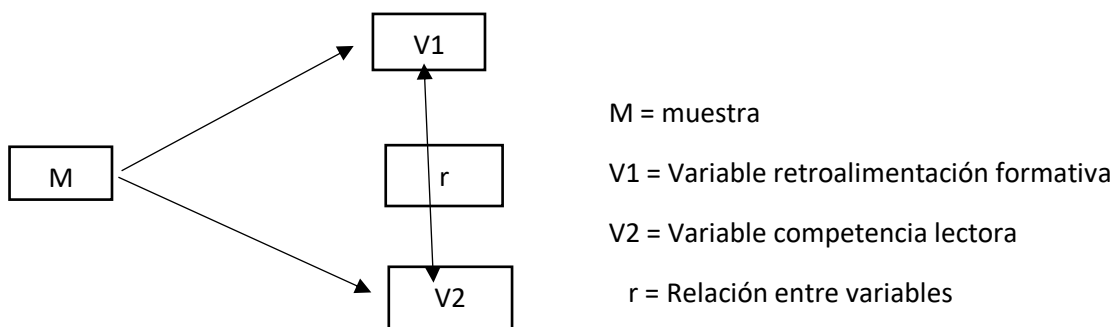 V1
M = muestra
M
r
V1 = Variable retroalimentación formativa
V2 = Variable competencia lectora
V2
r = Relación entre variables